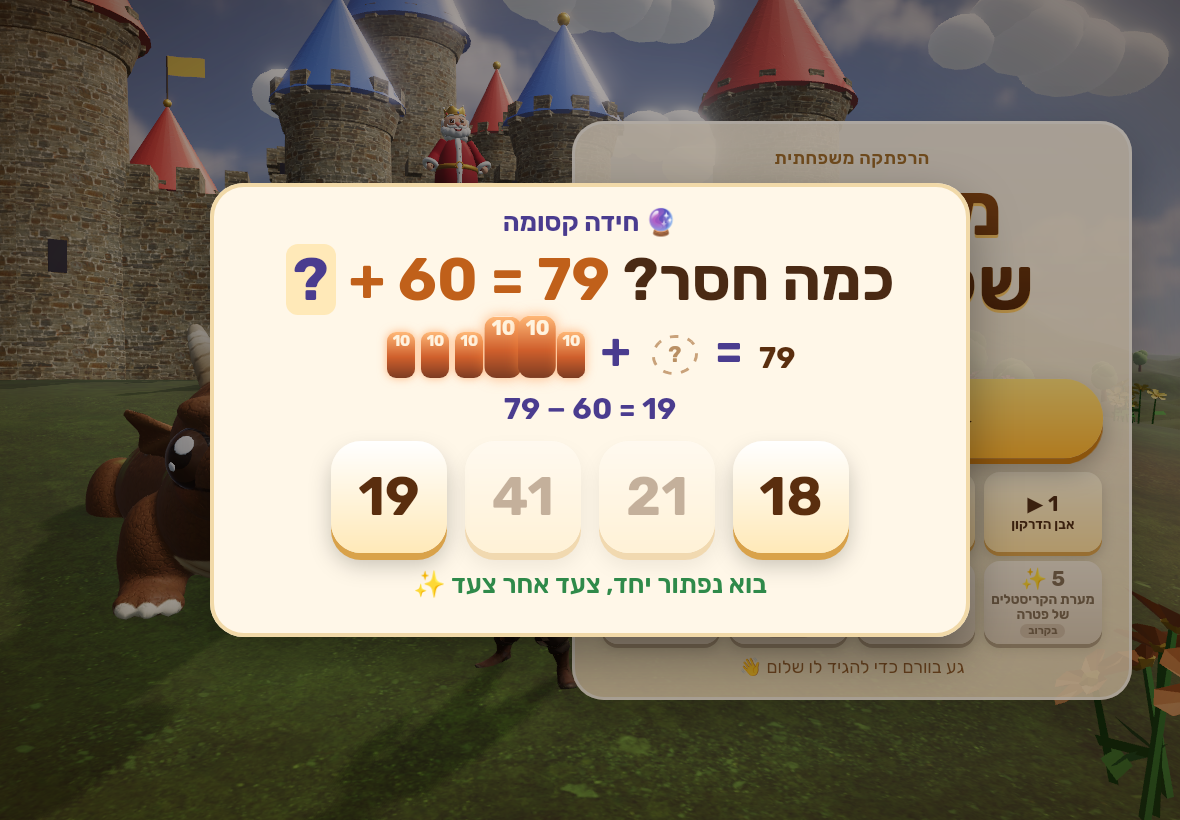 הרפתקה משפחתית
🔮 חידה קסומה
כמה חסר? 79 = 60 + ?
10 10 10 10 10 10 + ? = 79
79 − 60 = 19
19 41 21 18
בוא נפתור יחד, צעד אחר צעד ✨
1 ▶
אבן הדרקון
5 ✨
מערת הקריסטלים
של פטרה
בקרוב
גע בוורם כדי להגיד לו שלום 👋